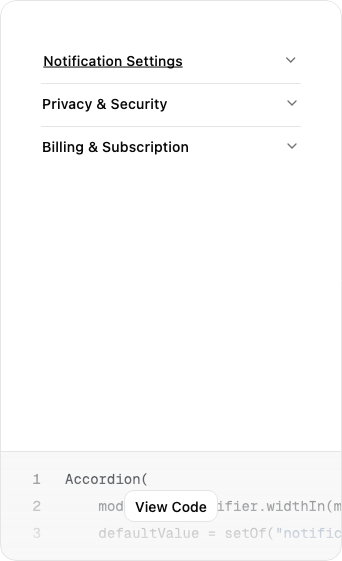 Notification Settings
Privacy & Security
Billing & Subscription
1 Accordion(
2 mod
View Code
ifier.widthIn(m
3 defaultValue = setOf("notific